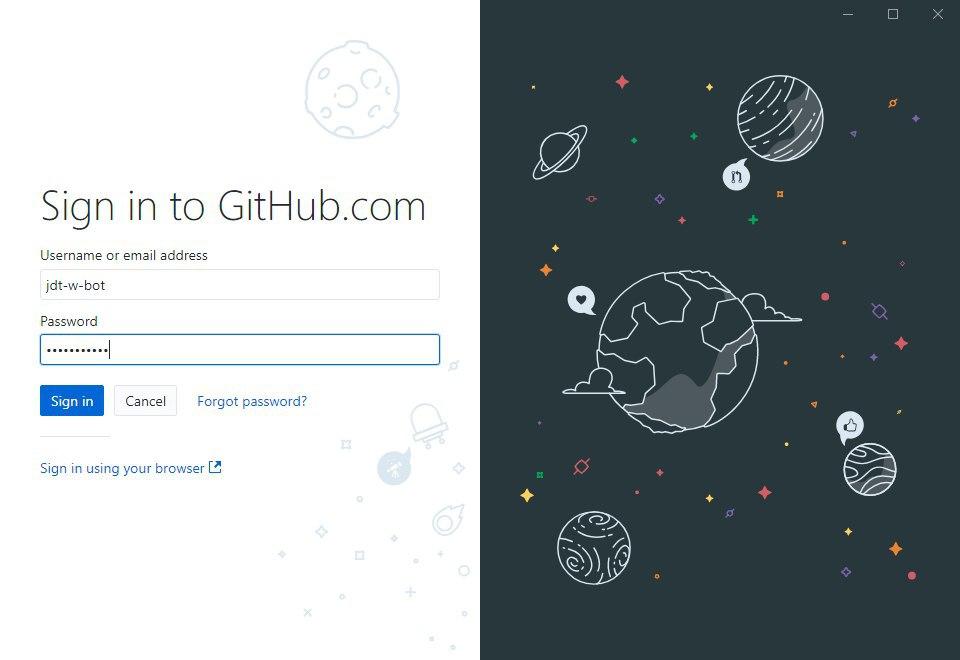 Sign in to GitHub.com
Username or email address
jdt-w-bot
Password
•••••••••••
Sign in
Cancel
Forgot password?
Sign in using your browser